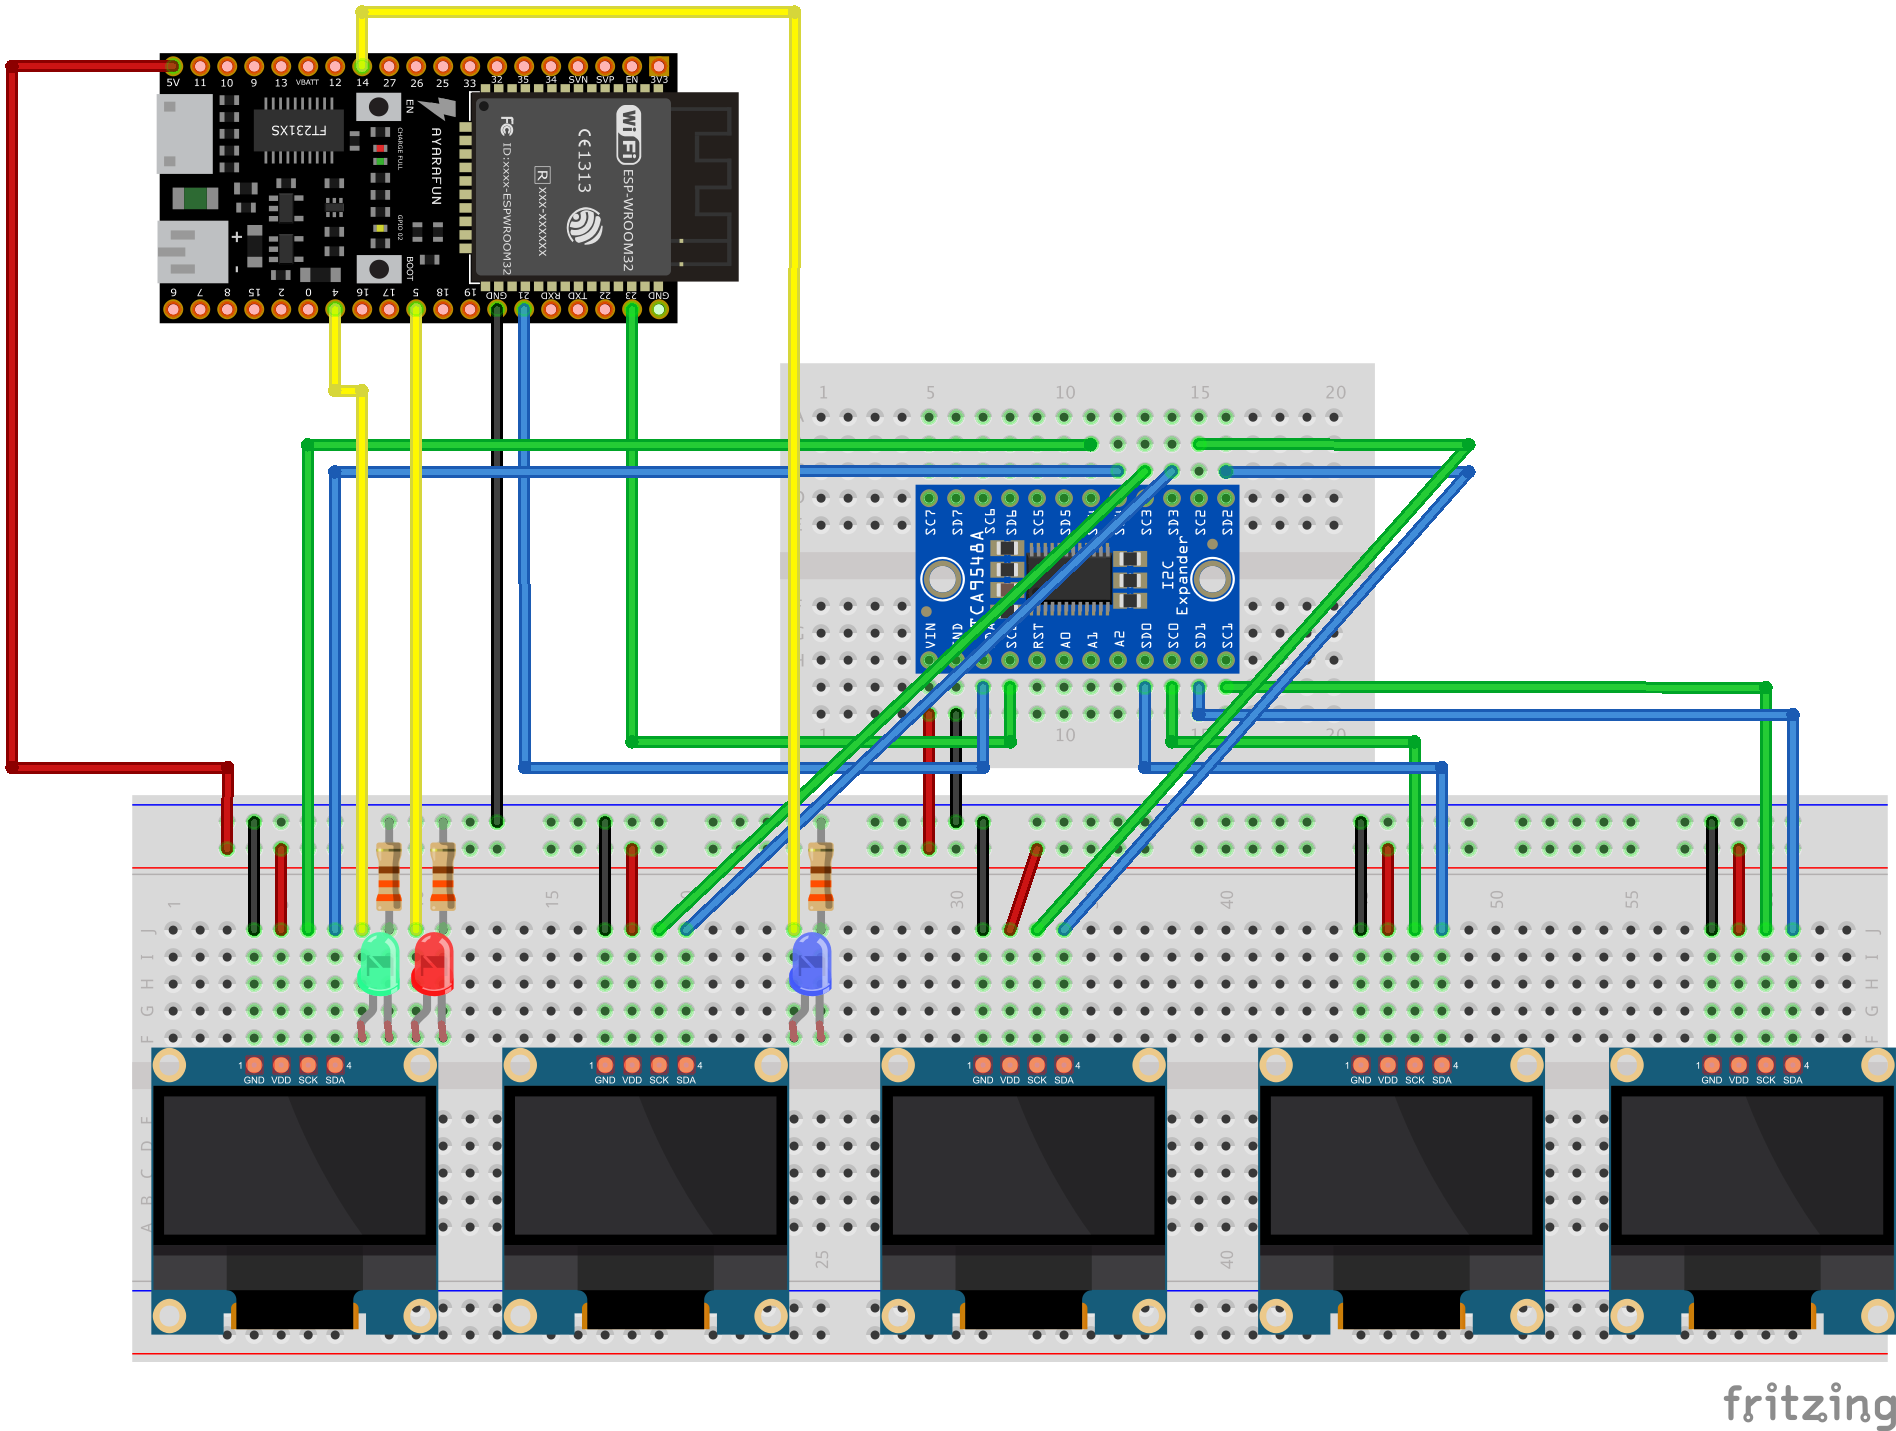 5V 11 10 9 13 VBATT 12 14 27 26 25 33 32 35 34 SVN SVP EN 3V3
FT231XS
EN
CHARGE FULL
AYARAFUN
GPIO 02
BOOT
+
-
FC ID:xxxx-ESPWROOM32
R xxx-xxxxxx
CE1313
WiFi ESP-WROOM32
6 7 8 15 2 0 4 16 17 5 18 19 GND 21 RXD TXD 22 23 GND
1 5 10 15 20
SC7 SD7 SC6 SD6 SC5 SD5 SC3 SD3 SC2 SD2
TCA9548A
I2C
Expander
VIN RST A0 A1 A2 SD0 SC0 SD1 SC1
1 10 20
1 15 30 40 50 55
J J
I I
H H
G G
F F
1 GND VDD SCK SDA 4
1 GND VDD SCK SDA 4
1 GND VDD SCK SDA 4
1 GND VDD SCK SDA 4
1 GND VDD SCK SDA 4
E
D
C
B
A
25 40
fritzing